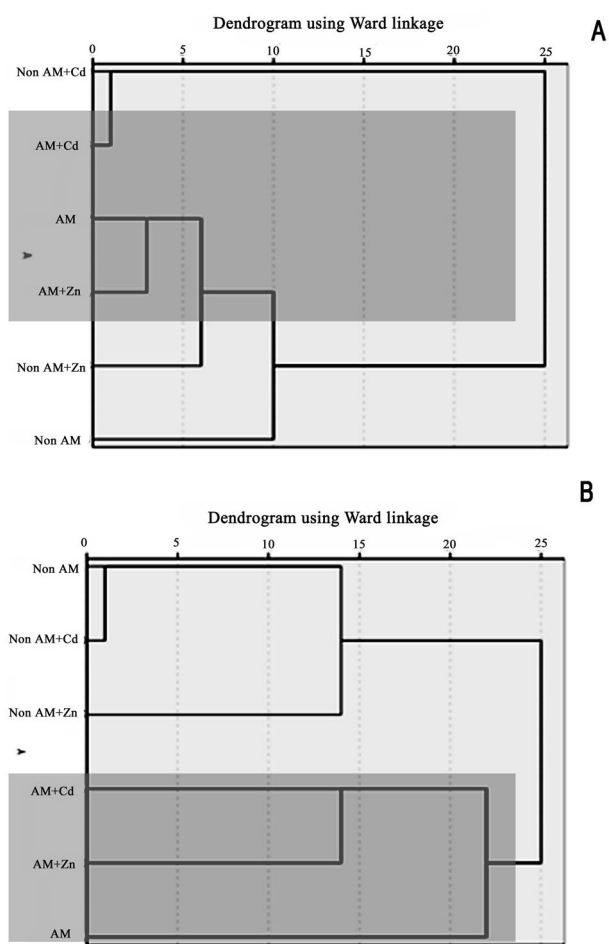 A
Dendrogram using Ward linkage
0 5 10 15 20 25
Non AM+Cd
AM+Cd
AM
Y
AM+Zn
Non AM+Zn
Non AM
B
Dendrogram using Ward linkage
0 5 10 15 20 25
Non AM
Non AM+Cd
Non AM+Zn
Y
AM+Cd
AM+Zn
AM